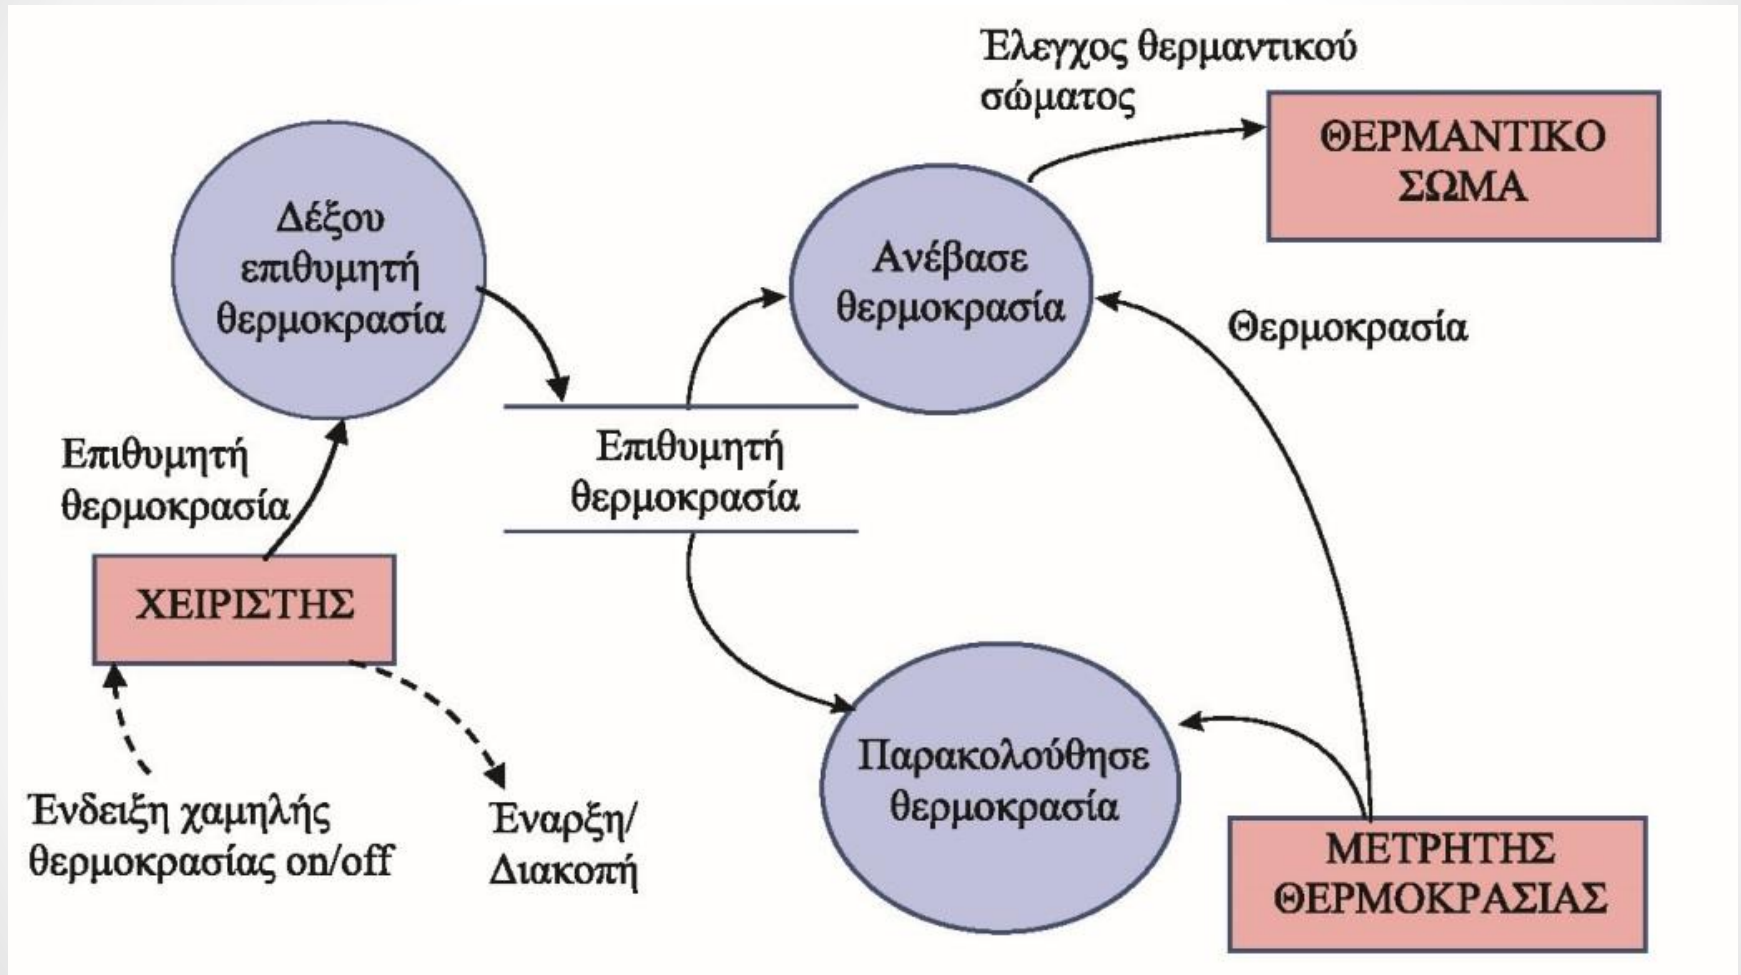 Έλεγχος θερμαντικού
σώματος
ΘΕΡΜΑΝΤΙΚΟ
ΣΩΜΑ
Δέξου
επιθυμητή
θερμοκρασία
Ανέβασε
θερμοκρασία
Θερμοκρασία
Επιθυμητή
θερμοκρασία
Επιθυμητή
θερμοκρασία
ΧΕΙΡΙΣΤΗΣ
Παρακολούθησε
θερμοκρασία
Ένδειξη χαμηλής
θερμοκρασίας on/off
Έναρξη/
Διακοπή
ΜΕΤΡΗΤΗΣ
ΘΕΡΜΟΚΡΑΣΙΑΣ